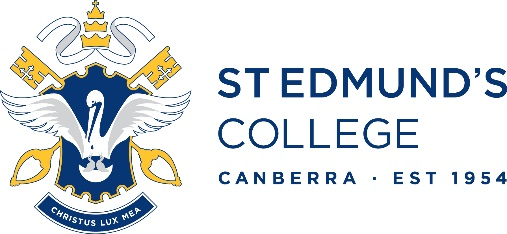 ST EDMUND'S
COLLEGE
CANBERRA · EST 1954
CHRISTUS LUX MEA